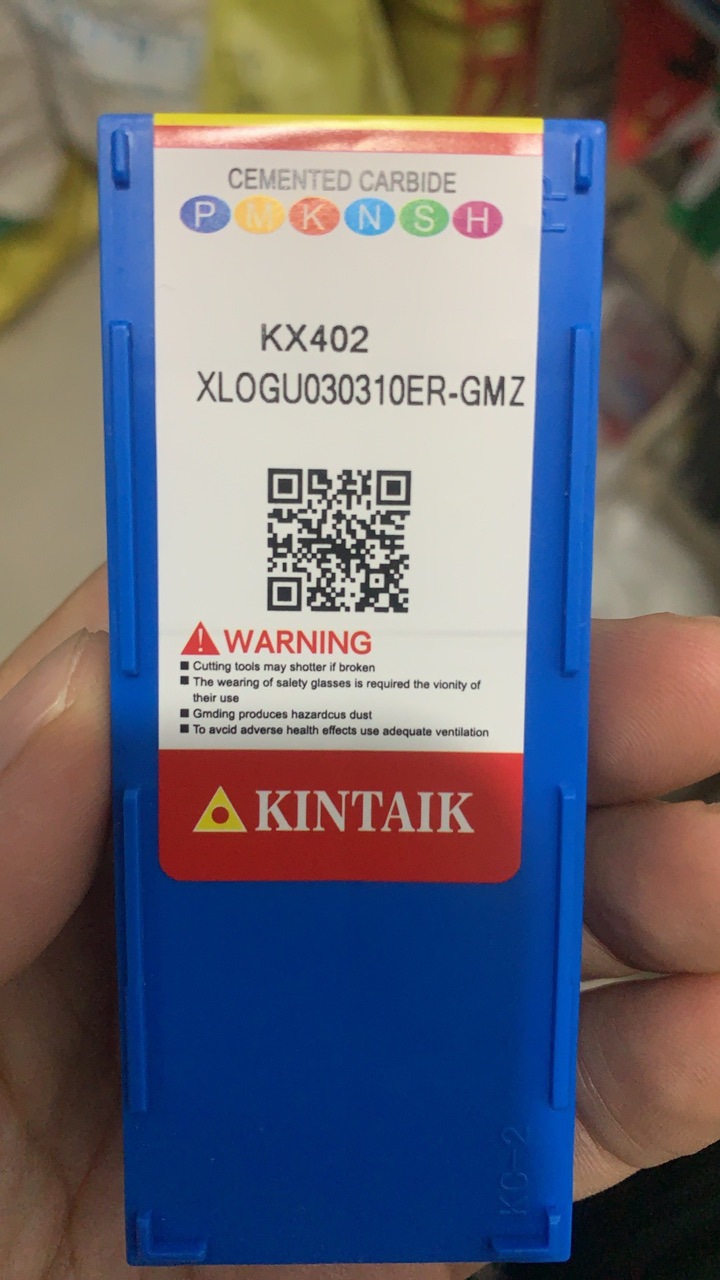 CEMENTED CARBIDE
P M K N S H
KX402
XLOGU030310ER-GMZ
WARNING
■ Cutting tools may shotter if broken
■ The wearing of salety glasses is required the vionity of
their use
■ Gmding produces hazardcus dust
■ To avcid adverse health effects use adequate ventilation
KINTAIK
KC-2